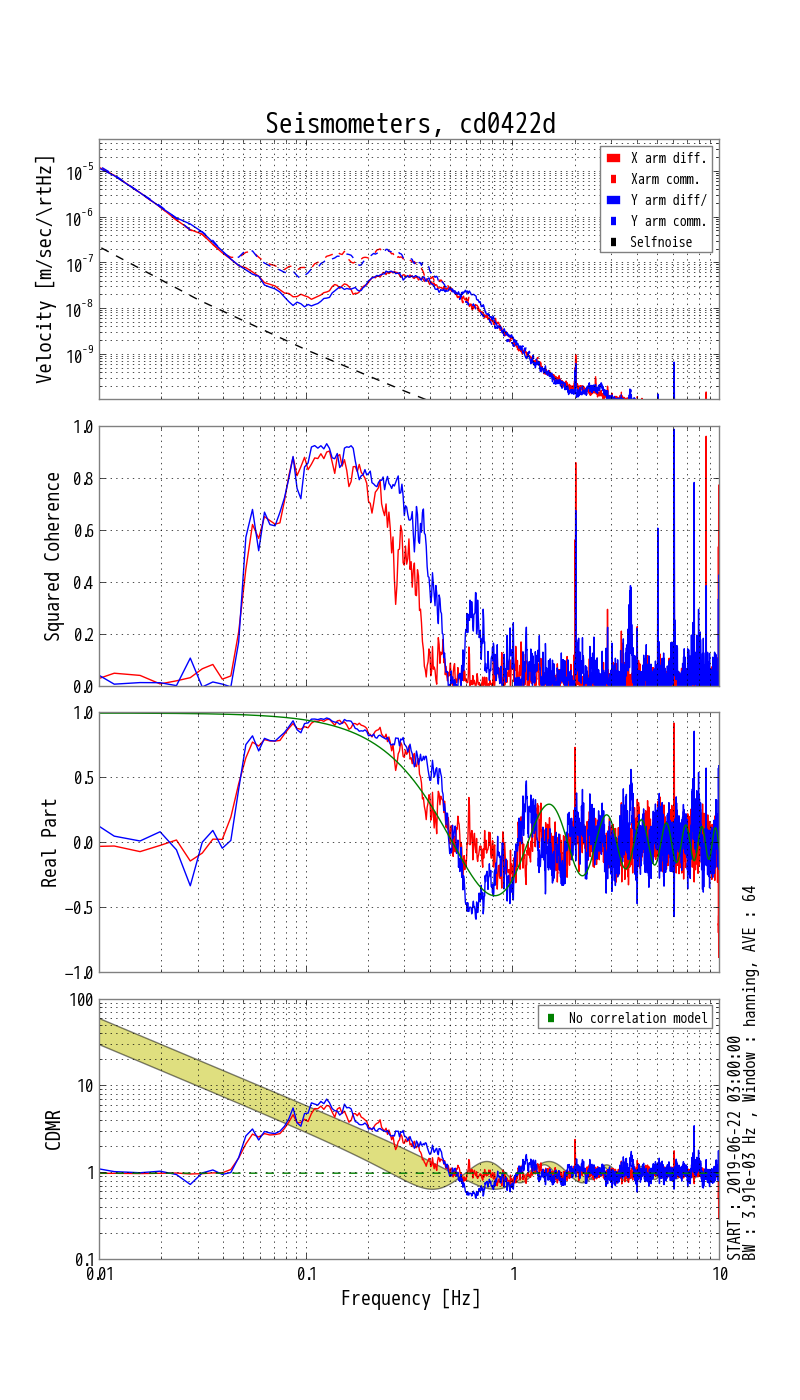 Seismometers, cd0422d
Velocity [m/sec/\rtHz]
10^-5
10^-6
10^-7
10^-8
10^-9
X arm diff.
Xarm comm.
Y arm diff/
Y arm comm.
Selfnoise
Squared Coherence
1.0
0.8
0.6
0.4
0.2
0.0
Real Part
1.0
0.5
0.0
−0.5
−1.0
CDMR
100
10
1
0.1
No correlation model
0.01 0.1 1 10
Frequency [Hz]
START : 2019-06-22 03:00:00
BW : 3.91e-03 Hz , Window : hanning, AVE : 64